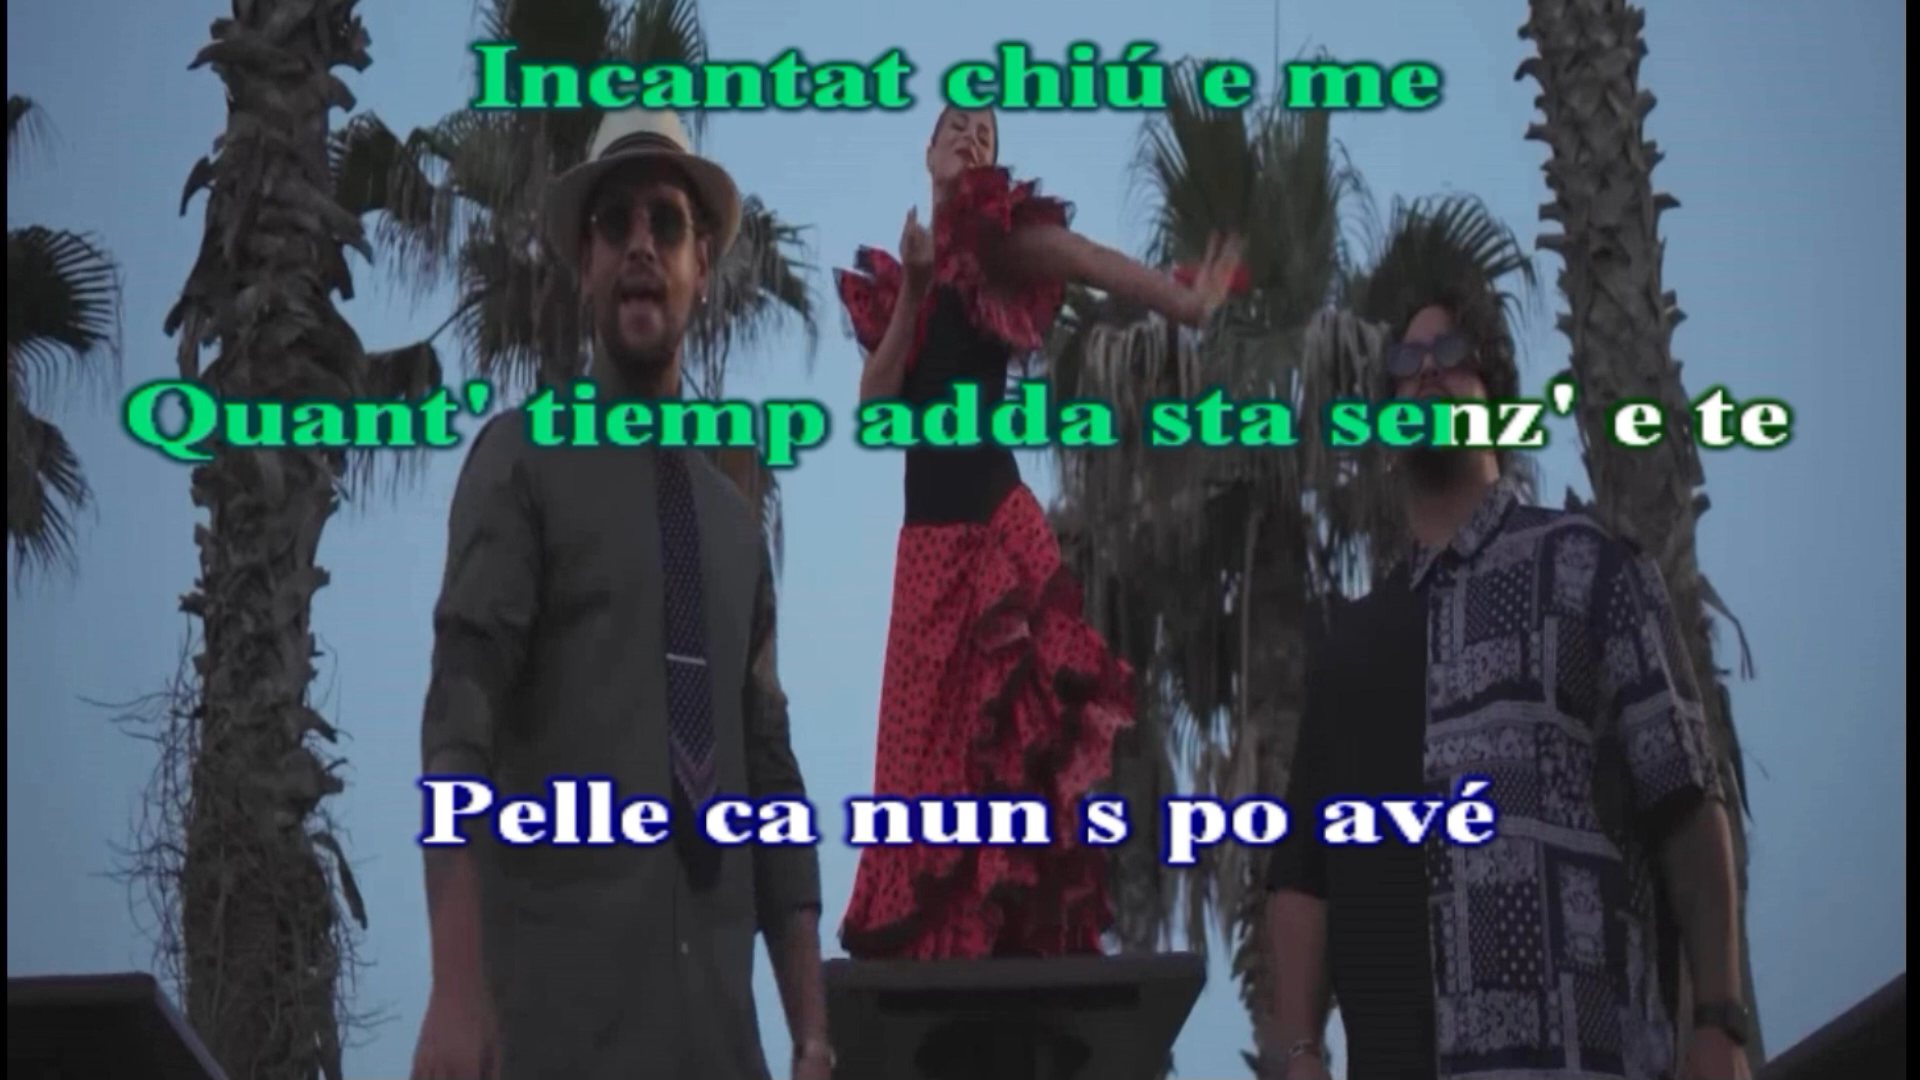 Incantat chiú e me
Quant' tiemp adda sta senz' e te
Pelle ca nun s po avé